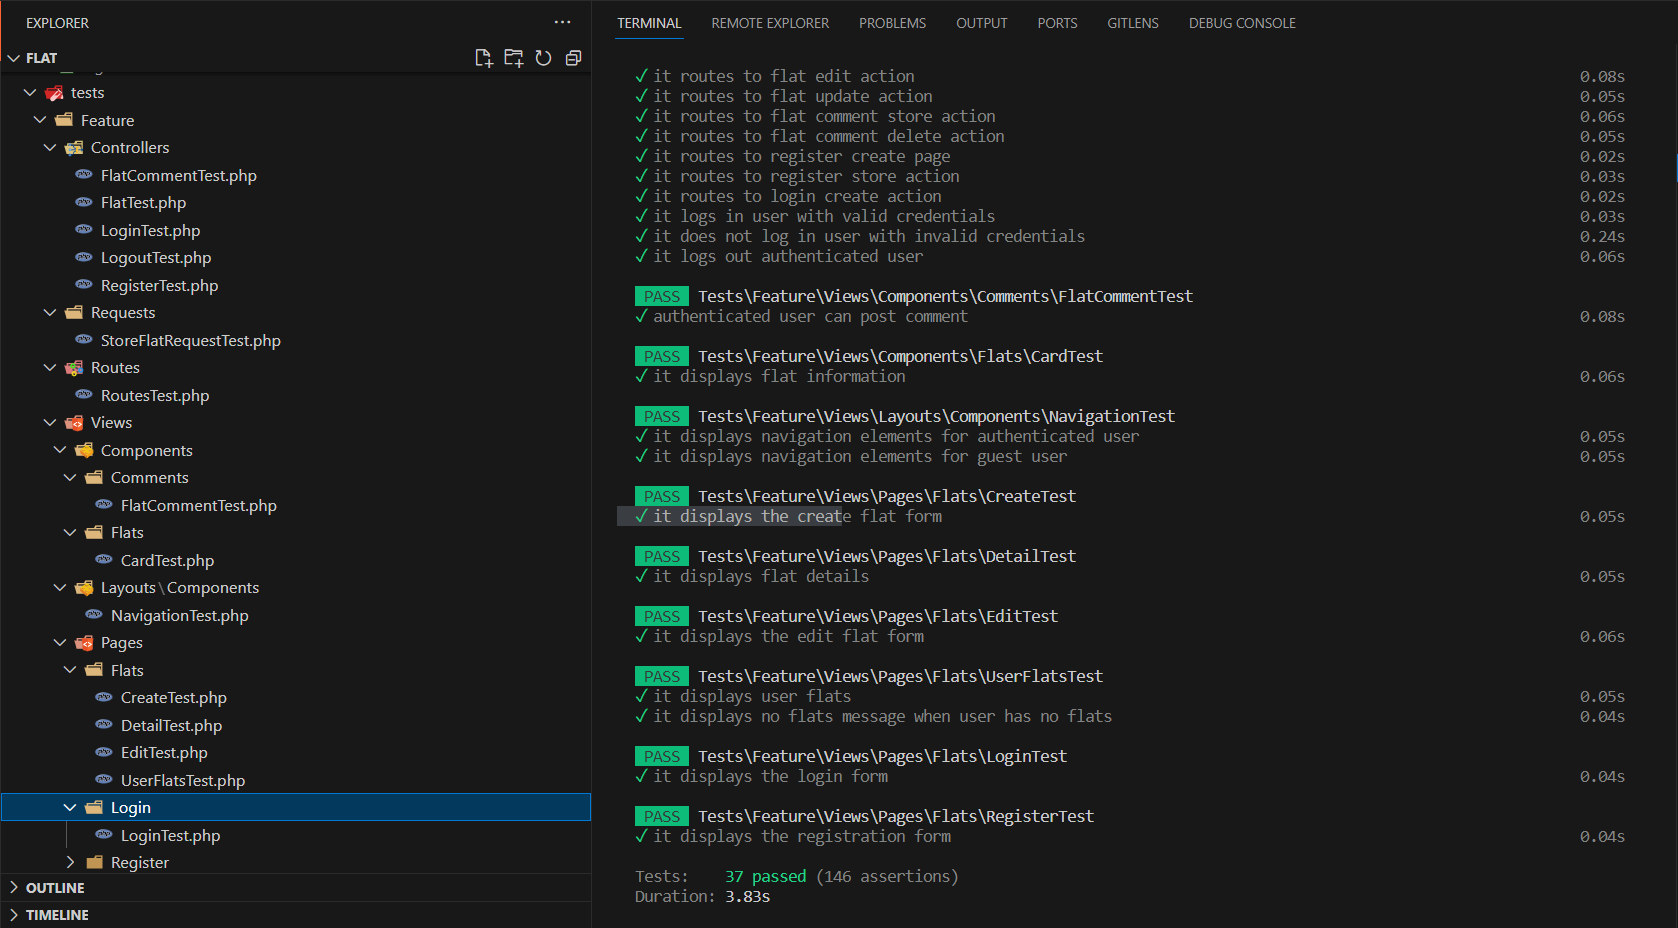 EXPLORER
FLAT
tests
Feature
Controllers
FlatCommentTest.php
FlatTest.php
LoginTest.php
LogoutTest.php
RegisterTest.php
Requests
StoreFlatRequestTest.php
Routes
RoutesTest.php
Views
Components
Comments
FlatCommentTest.php
Flats
CardTest.php
Layouts\Components
NavigationTest.php
Pages
Flats
CreateTest.php
DetailTest.php
EditTest.php
UserFlatsTest.php
Login
LoginTest.php
Register
OUTLINE
TIMELINE
TERMINAL REMOTE EXPLORER PROBLEMS OUTPUT PORTS GITLENS DEBUG CONSOLE
✓ it routes to flat edit action 0.08s
✓ it routes to flat update action 0.05s
✓ it routes to flat comment store action 0.06s
✓ it routes to flat comment delete action 0.05s
✓ it routes to register create page 0.02s
✓ it routes to register store action 0.03s
✓ it routes to login create action 0.02s
✓ it logs in user with valid credentials 0.03s
✓ it does not log in user with invalid credentials 0.24s
✓ it logs out authenticated user 0.06s
PASS Tests\Feature\Views\Components\Comments\FlatCommentTest
✓ authenticated user can post comment 0.08s
PASS Tests\Feature\Views\Components\Flats\CardTest
✓ it displays flat information 0.06s
PASS Tests\Feature\Views\Layouts\Components\NavigationTest
✓ it displays navigation elements for authenticated user 0.05s
✓ it displays navigation elements for guest user 0.05s
PASS Tests\Feature\Views\Pages\Flats\CreateTest
✓ it displays the create flat form 0.05s
PASS Tests\Feature\Views\Pages\Flats\DetailTest
✓ it displays flat details 0.05s
PASS Tests\Feature\Views\Pages\Flats\EditTest
✓ it displays the edit flat form 0.06s
PASS Tests\Feature\Views\Pages\Flats\UserFlatsTest
✓ it displays user flats 0.05s
✓ it displays no flats message when user has no flats 0.04s
PASS Tests\Feature\Views\Pages\Flats\LoginTest
✓ it displays the login form 0.04s
PASS Tests\Feature\Views\Pages\Flats\RegisterTest
✓ it displays the registration form 0.04s
Tests: 37 passed (146 assertions)
Duration: 3.83s